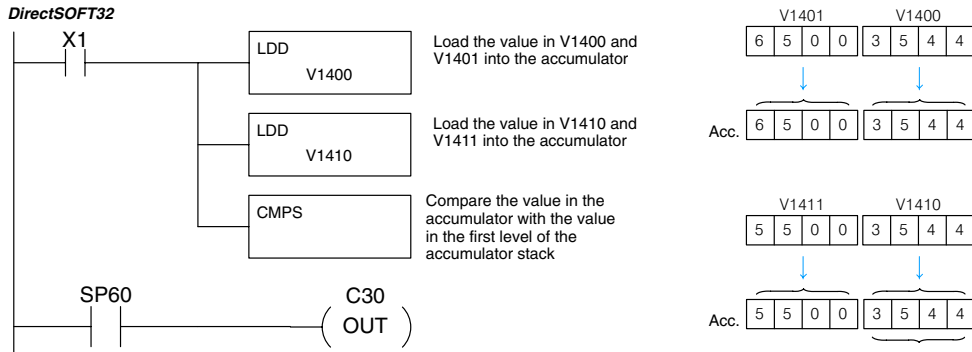 DirectSOFT32
X1
LDD
V1400
Load the value in V1400 and
V1401 into the accumulator
V1401 V1400
6 5 0 0 3 5 4 4
Acc. 6 5 0 0 3 5 4 4
LDD
V1410
Load the value in V1410 and
V1411 into the accumulator
CMPS
Compare the value in the
accumulator with the value
in the first level of the
accumulator stack
V1411 V1410
5 5 0 0 3 5 4 4
Acc. 5 5 0 0 3 5 4 4
SP60
C30
OUT